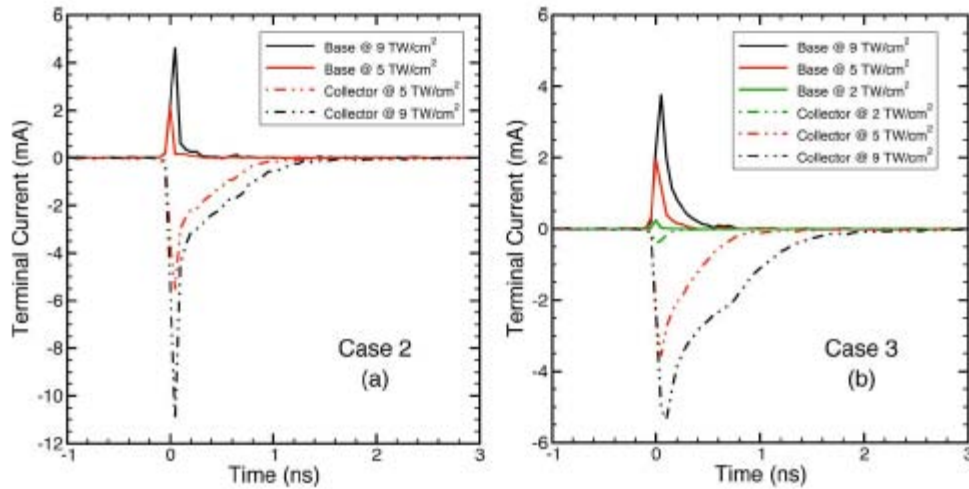 6
4
2
0
-2
-4
-6
-8
-10
-12
Terminal Current (mA)
Base @ 9 TW/cm²
Base @ 5 TW/cm²
Collector @ 5 TW/cm²
Collector @ 9 TW/cm²
Case 2
(a)
-1
0
1
2
3
Time (ns)
6
4
2
0
-2
-4
-6
Terminal Current (mA)
Base @ 9 TW/cm²
Base @ 5 TW/cm²
Base @ 2 TW/cm²
Collector @ 2 TW/cm²
Collector @ 5 TW/cm²
Collector @ 9 TW/cm²
Case 3
(b)
-1
0
1
2
3
Time (ns)